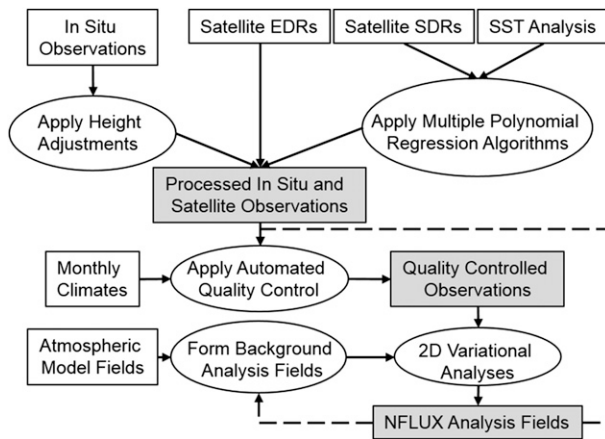 In Situ
Observations
Satellite EDRs
Satellite SDRs
SST Analysis
Apply Height
Adjustments
Apply Multiple Polynomial
Regression Algorithms
Processed In Situ and
Satellite Observations
Monthly
Climates
Apply Automated
Quality Control
Quality Controlled
Observations
Atmospheric
Model Fields
Form Background
Analysis Fields
2D Variational
Analyses
NFLUX Analysis Fields